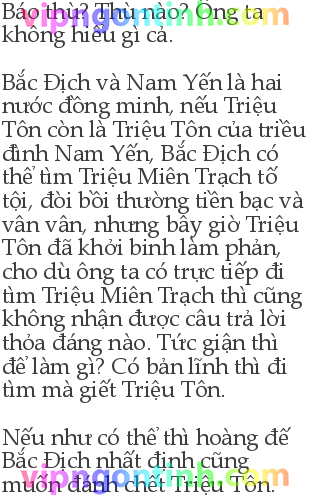 Báo thù? Thù nào? Ông ta
không hiểu gì cả.
Bắc Địch và Nam Yến là hai
nước đồng minh, nếu Triệu
Tôn còn là Triệu Tôn của triều
đình Nam Yến, Bắc Địch có
thể tìm Triệu Miên Trạch tố
tội, đòi bồi thường tiền bạc và
vân vân, nhưng bây giờ Triệu
Tôn đã khởi binh làm phản,
cho dù ông ta có trực tiếp đi
tìm Triệu Miên Trạch thì cũng
không nhận được câu trả lời
thỏa đáng nào. Tức giận thì
để làm gì? Có bản lĩnh thì đi
tìm mà giết Triệu Tôn.
Nếu như có thể thì hoàng đế
Bắc Địch nhất định cũng
muốn đánh chết Triệu Tôn.
vipngontinh.com
vipngontinh.com